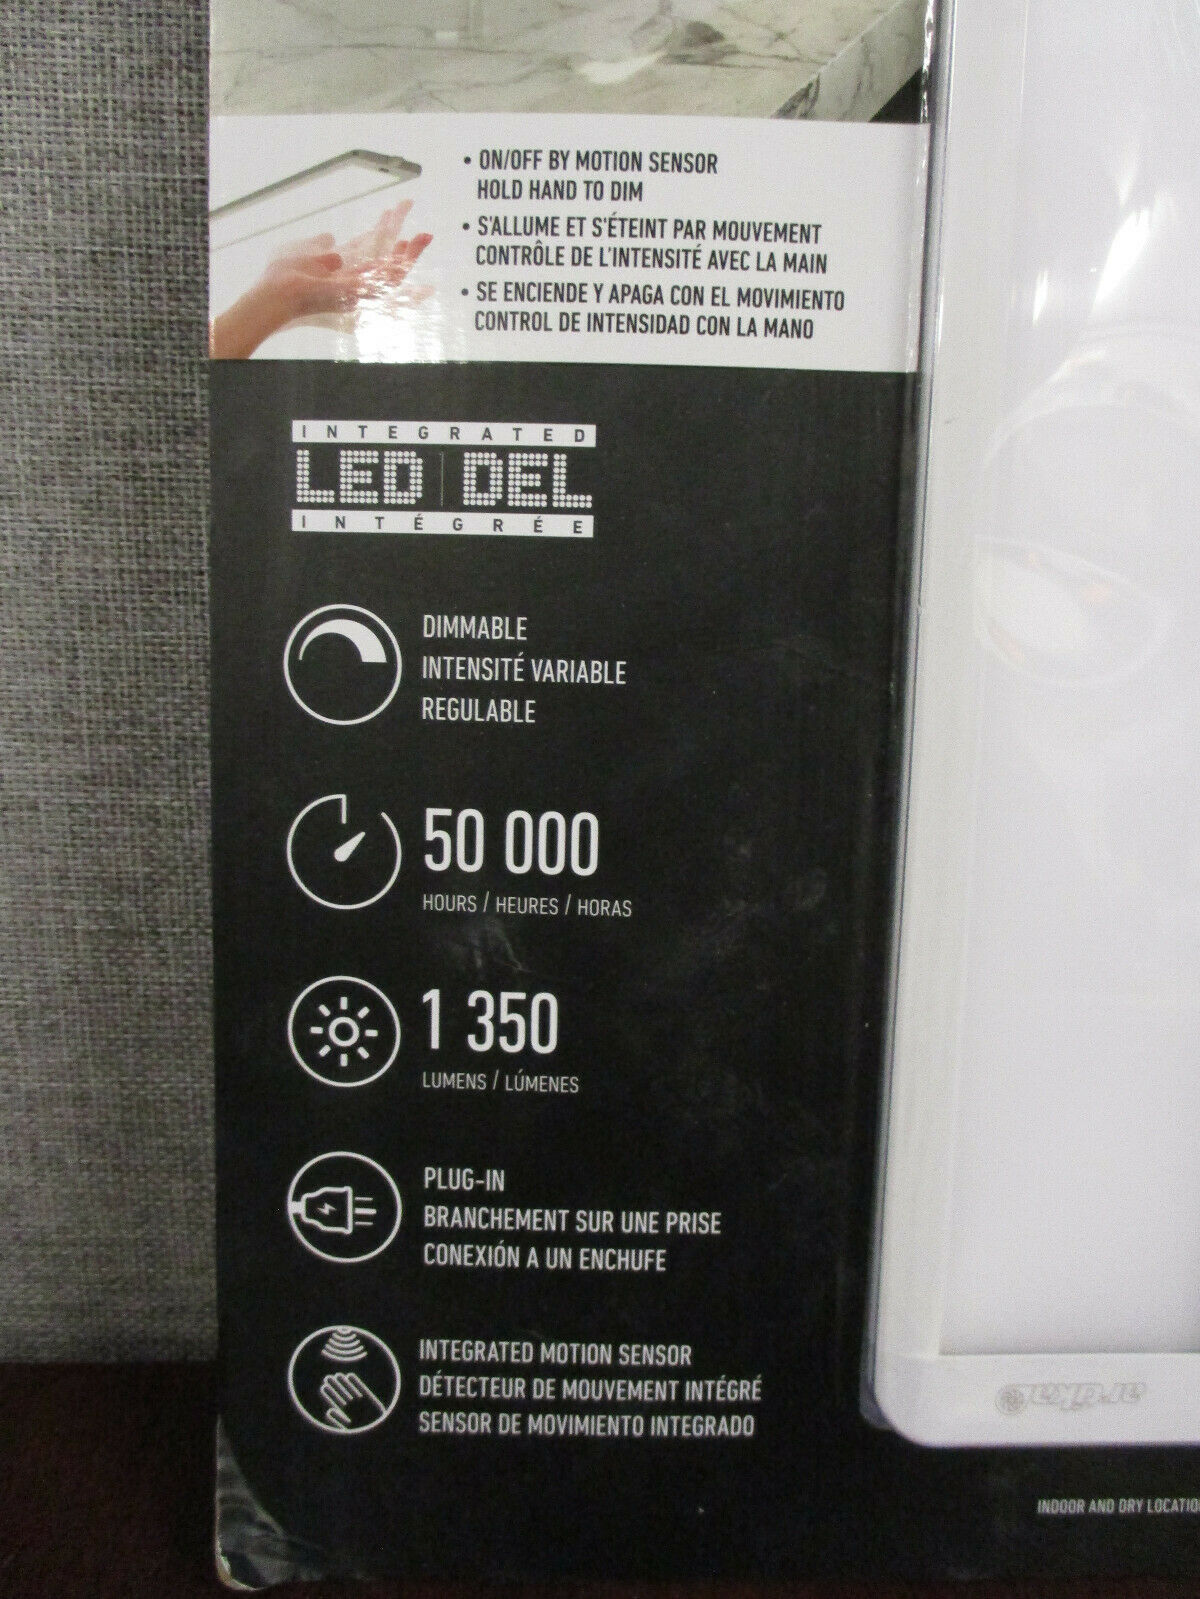 • ON/OFF BY MOTION SENSOR
HOLD HAND TO DIM
• S'ALLUME ET S'ÉTEINT PAR MOUVEMENT
CONTRÔLE DE L'INTENSITÉ AVEC LA MAIN
• SE ENCIENDE Y APAGA CON EL MOVIMIENTO
CONTROL DE INTENSIDAD CON LA MANO
INTEGRATED
LED | DEL
INTÉGRÉE
DIMMABLE
INTENSITÉ VARIABLE
REGULABLE
50 000
HOURS / HEURES / HORAS
1 350
LUMENS / LÚMENES
PLUG-IN
BRANCHEMENT SUR UNE PRISE
CONEXIÓN A UN ENCHUFE
INTEGRATED MOTION SENSOR
DÉTECTEUR DE MOUVEMENT INTÉGRÉ
SENSOR DE MOVIMIENTO INTEGRADO
INDOOR AND DRY LOCATIO